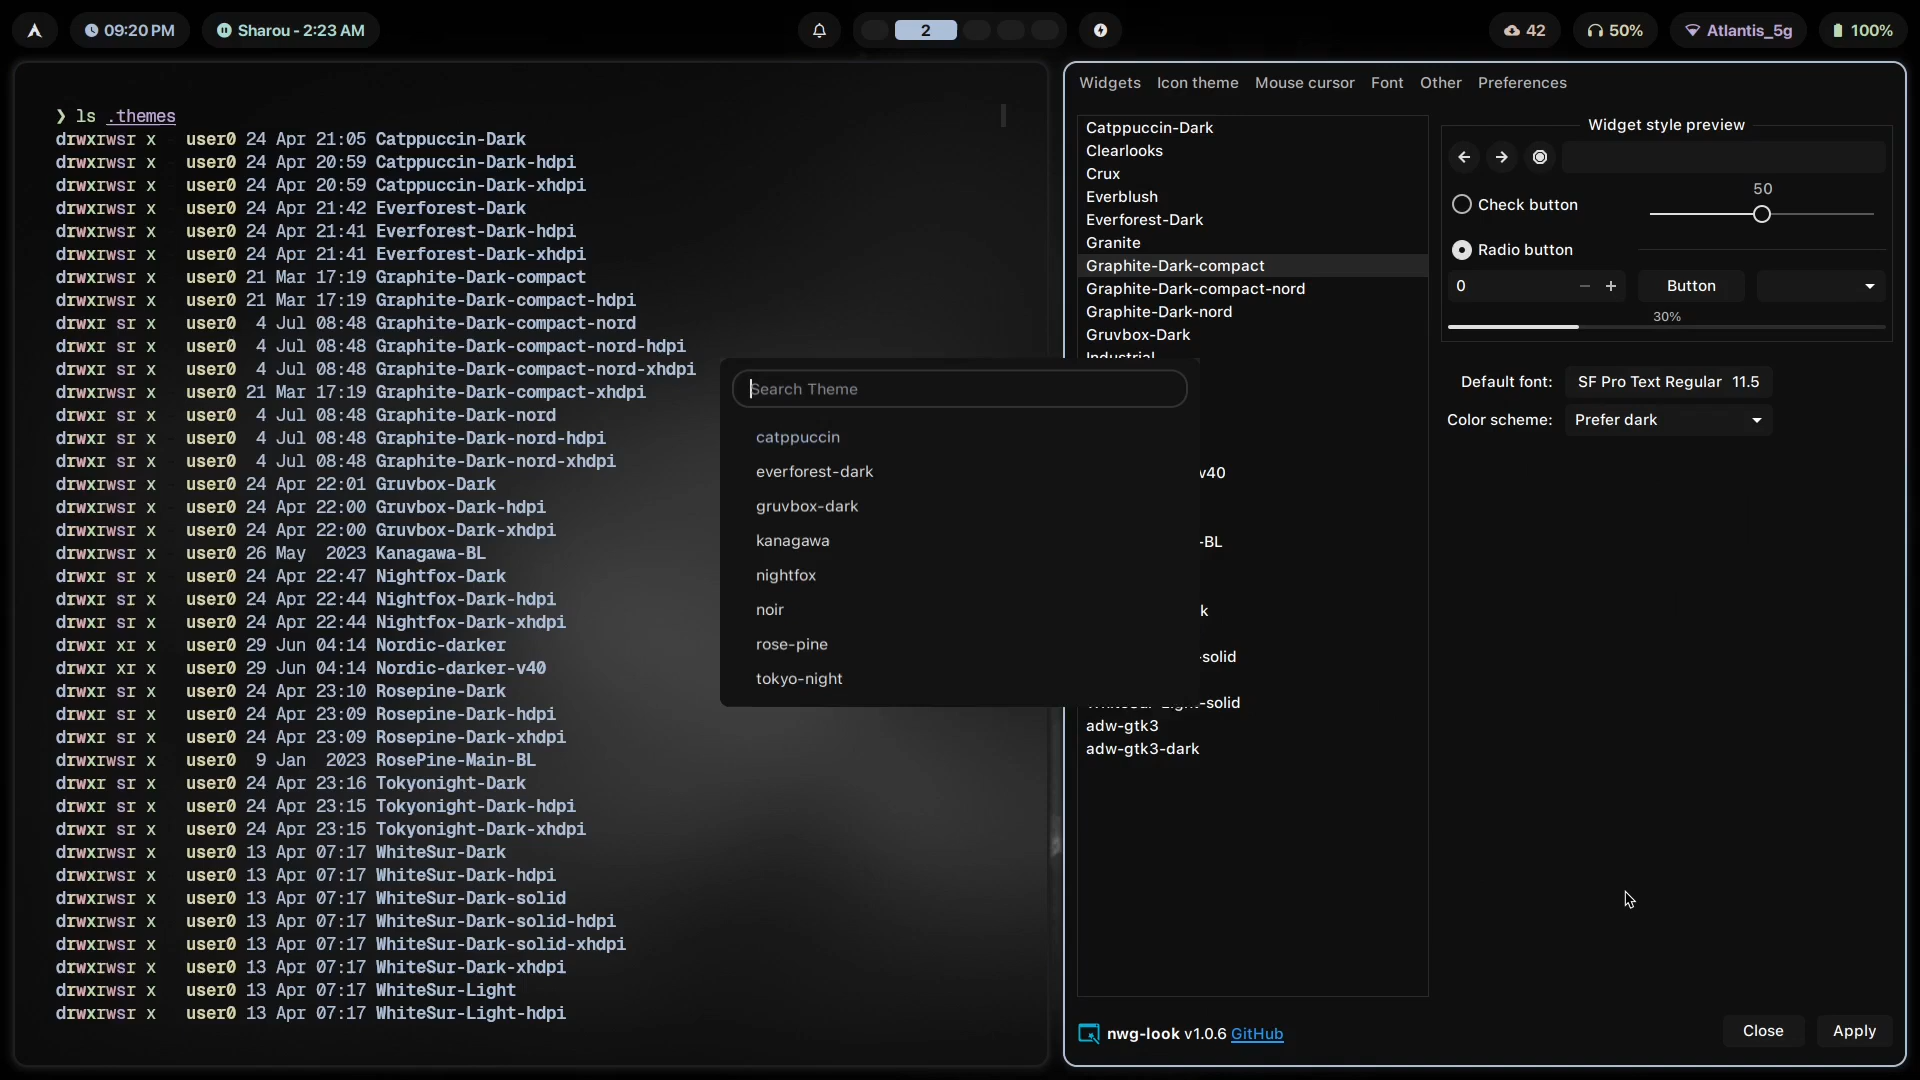 09:20 PM
Sharou - 2:23 AM
2
42
50%
Atlantis_5g
100%
❯ ls .themes
drwxrwsr x user0 24 Apr 21:05 Catppuccin-Dark
drwxrwsr x user0 24 Apr 20:59 Catppuccin-Dark-hdpi
drwxrwsr x user0 24 Apr 20:59 Catppuccin-Dark-xhdpi
drwxrwsr x user0 24 Apr 21:42 Everforest-Dark
drwxrwsr x user0 24 Apr 21:41 Everforest-Dark-hdpi
drwxrwsr x user0 24 Apr 21:41 Everforest-Dark-xhdpi
drwxrwsr x user0 21 Mar 17:19 Graphite-Dark-compact
drwxrwsr x user0 21 Mar 17:19 Graphite-Dark-compact-hdpi
drwxr sr x user0 4 Jul 08:48 Graphite-Dark-compact-nord
drwxr sr x user0 4 Jul 08:48 Graphite-Dark-compact-nord-hdpi
drwxr sr x user0 4 Jul 08:48 Graphite-Dark-compact-nord-xhdpi
drwxrwsr x user0 21 Mar 17:19 Graphite-Dark-compact-xhdpi
drwxr sr x user0 4 Jul 08:48 Graphite-Dark-nord
drwxr sr x user0 4 Jul 08:48 Graphite-Dark-nord-hdpi
drwxr sr x user0 4 Jul 08:48 Graphite-Dark-nord-xhdpi
drwxrwsr x user0 24 Apr 22:01 Gruvbox-Dark
drwxrwsr x user0 24 Apr 22:00 Gruvbox-Dark-hdpi
drwxrwsr x user0 24 Apr 22:00 Gruvbox-Dark-xhdpi
drwxrwsr x user0 26 May 2023 Kanagawa-BL
drwxr sr x user0 24 Apr 22:47 Nightfox-Dark
drwxr sr x user0 24 Apr 22:44 Nightfox-Dark-hdpi
drwxr sr x user0 24 Apr 22:44 Nightfox-Dark-xhdpi
drwxr xr x user0 29 Jun 04:14 Nordic-darker
drwxr xr x user0 29 Jun 04:14 Nordic-darker-v40
drwxr sr x user0 24 Apr 23:10 Rosepine-Dark
drwxr sr x user0 24 Apr 23:09 Rosepine-Dark-hdpi
drwxr sr x user0 24 Apr 23:09 Rosepine-Dark-xhdpi
drwxrwsr x user0 9 Jan 2023 RosePine-Main-BL
drwxr sr x user0 24 Apr 23:16 Tokyonight-Dark
drwxr sr x user0 24 Apr 23:15 Tokyonight-Dark-hdpi
drwxr sr x user0 24 Apr 23:15 Tokyonight-Dark-xhdpi
drwxrwsr x user0 13 Apr 07:17 WhiteSur-Dark
drwxrwsr x user0 13 Apr 07:17 WhiteSur-Dark-hdpi
drwxrwsr x user0 13 Apr 07:17 WhiteSur-Dark-solid
drwxrwsr x user0 13 Apr 07:17 WhiteSur-Dark-solid-hdpi
drwxrwsr x user0 13 Apr 07:17 WhiteSur-Dark-solid-xhdpi
drwxrwsr x user0 13 Apr 07:17 WhiteSur-Dark-xhdpi
drwxrwsr x user0 13 Apr 07:17 WhiteSur-Light
drwxrwsr x user0 13 Apr 07:17 WhiteSur-Light-hdpi
Search Theme
catppuccin
everforest-dark
gruvbox-dark
kanagawa
nightfox
noir
rose-pine
tokyo-night
Widgets Icon theme Mouse cursor Font Other Preferences
Catppuccin-Dark
Clearlooks
Crux
Everblush
Everforest-Dark
Granite
Graphite-Dark-compact
Graphite-Dark-compact-nord
Graphite-Dark-nord
Gruvbox-Dark
Industrial
v40
-BL
k
-solid
-solid
adw-gtk3
adw-gtk3-dark
Widget style preview
Check button
50
Radio button
0
Button
30%
Default font: SF Pro Text Regular 11.5
Color scheme: Prefer dark
nwg-look v1.0.6 GitHub
Close
Apply